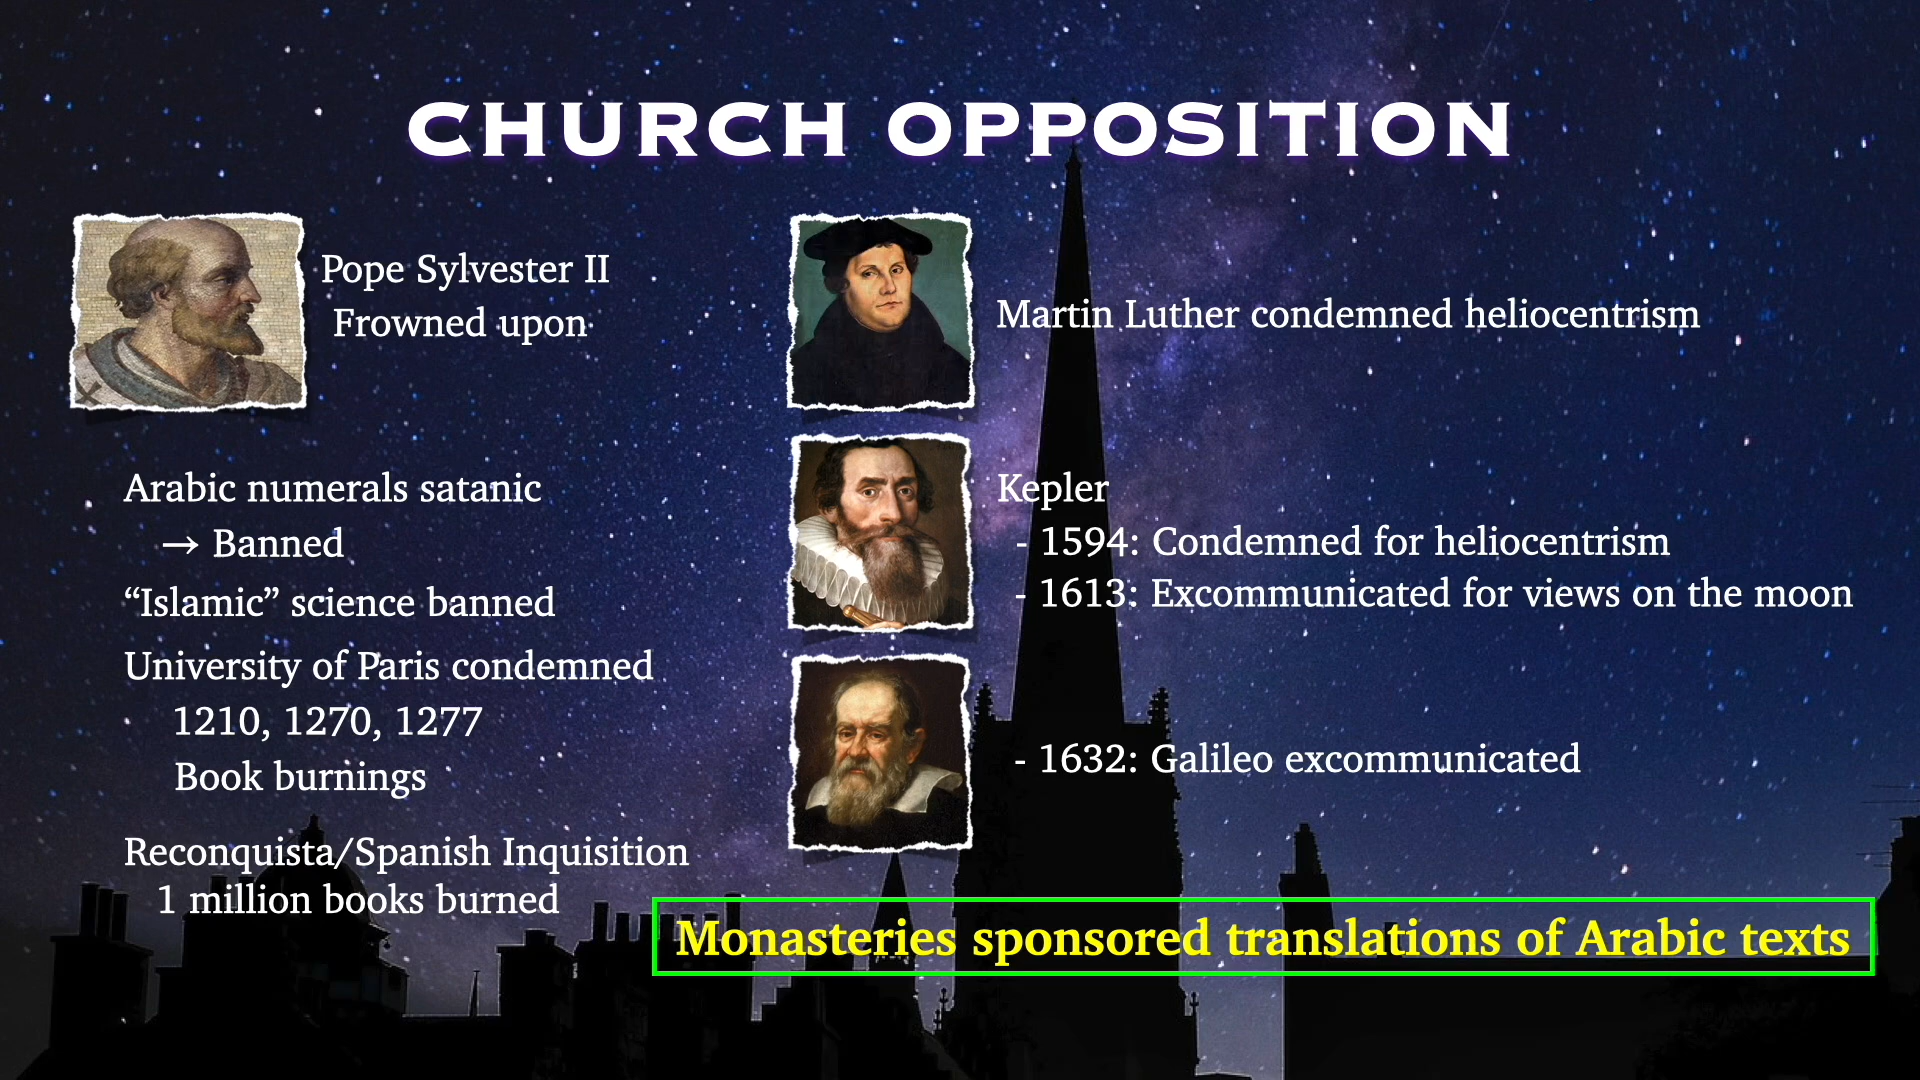 CHURCH OPPOSITION
Pope Sylvester II
Frowned upon
Arabic numerals satanic
→ Banned
“Islamic” science banned
University of Paris condemned
1210, 1270, 1277
Book burnings
Reconquista/Spanish Inquisition
1 million books burned
Martin Luther condemned heliocentrism
Kepler
- 1594: Condemned for heliocentrism
- 1613: Excommunicated for views on the moon
- 1632: Galileo excommunicated
Monasteries sponsored translations of Arabic texts